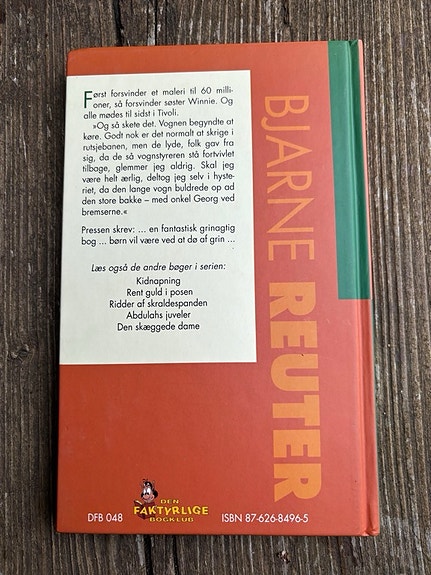 Først forsvinder et maleri til 60 milli-
oner, så forsvinder søster Winnie. Og
alle mødes til sidst i Tivoli.
»Og så skete det. Vognen begyndte at
køre. Godt nok er det normalt at skrige i
rutsjebanen, men de lyde, folk gav fra
sig, da de så vognstyreren stå fortvivlet
tilbage, glemmer jeg aldrig. Skal jeg
være helt ærlig, deltog jeg selv i hyste-
riet, da den lange vogn buldrede op ad
den store bakke – med onkel Georg ved
bremserne.«
Pressen skrev: ... en fantastisk grinagtig
bog ... børn vil være ved at dø af grin ...
Læs også de andre bøger i serien:
Kidnapning
Rent guld i posen
Ridder af skraldespanden
Abdulahs juveler
Den skæggede dame
BJARNE REUTER
DFB 048
DEN
FAKTYRLIGE
BOGKLUB
ISBN 87-626-8496-5